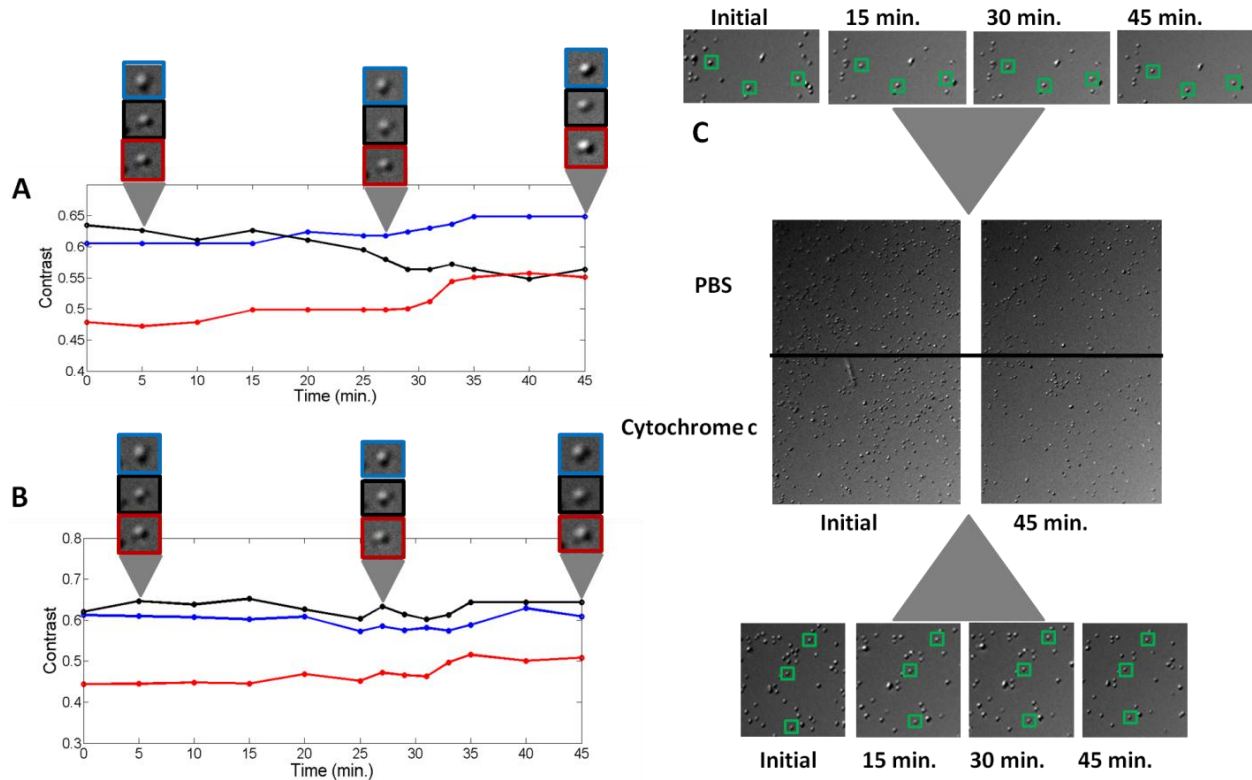 A
Contrast
0.65
0.6
0.55
0.5
0.45
0.4
0 5 10 15 20 25 30 35 40 45
Time (min.)
B
Contrast
0.8
0.7
0.6
0.5
0.4
0.3
0 5 10 15 20 25 30 35 40 45
Time (min.)
Initial 15 min. 30 min. 45 min.
C
PBS
Cytochrome c
Initial 45 min.
Initial 15 min. 30 min. 45 min.